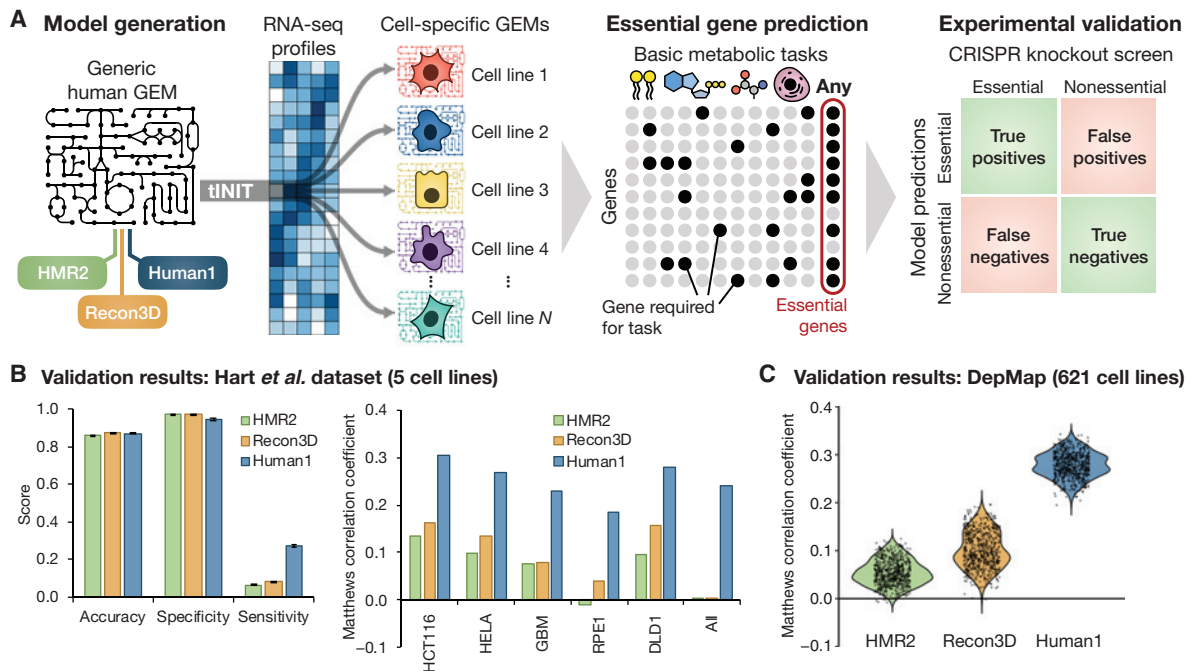 A Model generation
RNA-seq
profiles
Cell-specific GEMs
Essential gene prediction
Experimental validation
Generic
human GEM
tINIT
HMR2
Human1
Recon3D
Cell line 1
Cell line 2
Cell line 3
Cell line 4
...
...
Cell line N
Basic metabolic tasks
Any
Genes
Gene required
for task
Essential
genes
CRISPR knockout screen
Essential
Nonessential
Model predictions
Essential
Nonessential
True
positives
False
positives
False
negatives
True
negatives
B Validation results: Hart et al. dataset (5 cell lines)
Score
1.0
0.8
0.6
0.4
0.2
0.0
HMR2
Recon3D
Human1
Accuracy
Specificity
Sensitivity
Matthews correlation coefficient
0.4
0.3
0.2
0.1
0.0
−0.1
HMR2
Recon3D
Human1
HCT116
HELA
GBM
RPE1
DLD1
All
C Validation results: DepMap (621 cell lines)
Matthews correlation coefficient
0.4
0.3
0.2
0.1
0
−0.1
HMR2
Recon3D
Human1